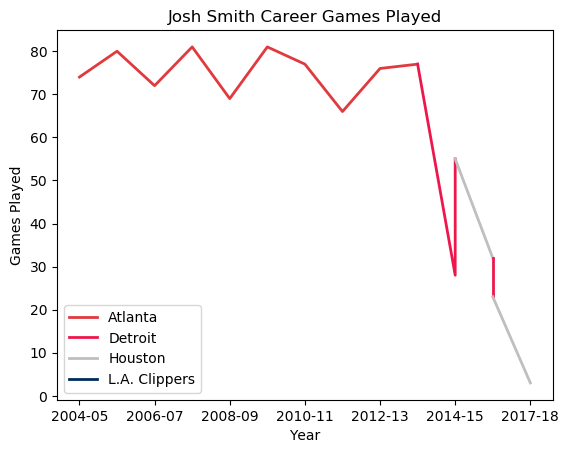 Josh Smith Career Games Played
Games Played
80
70
60
50
40
30
20
10
0
Atlanta
Detroit
Houston
L.A. Clippers
2004-05 2006-07 2008-09 2010-11 2012-13 2014-15 2017-18
Year